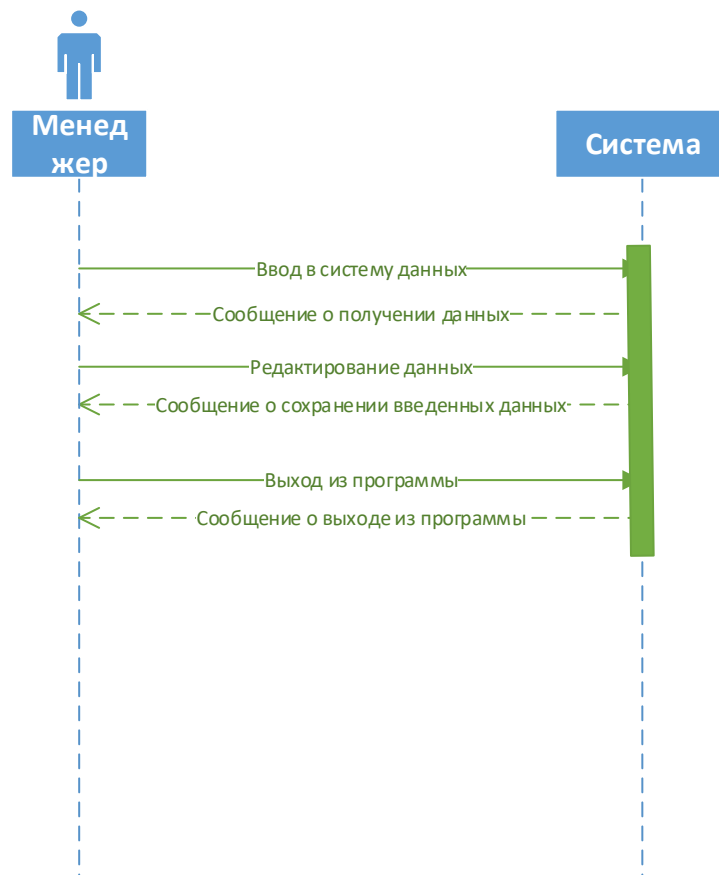 Менед
жер
Система
Ввод в систему данных
Сообщение о получении данных
Редактирование данных
Сообщение о сохранении введенных данных
Выход из программы
Сообщение о выходе из программы